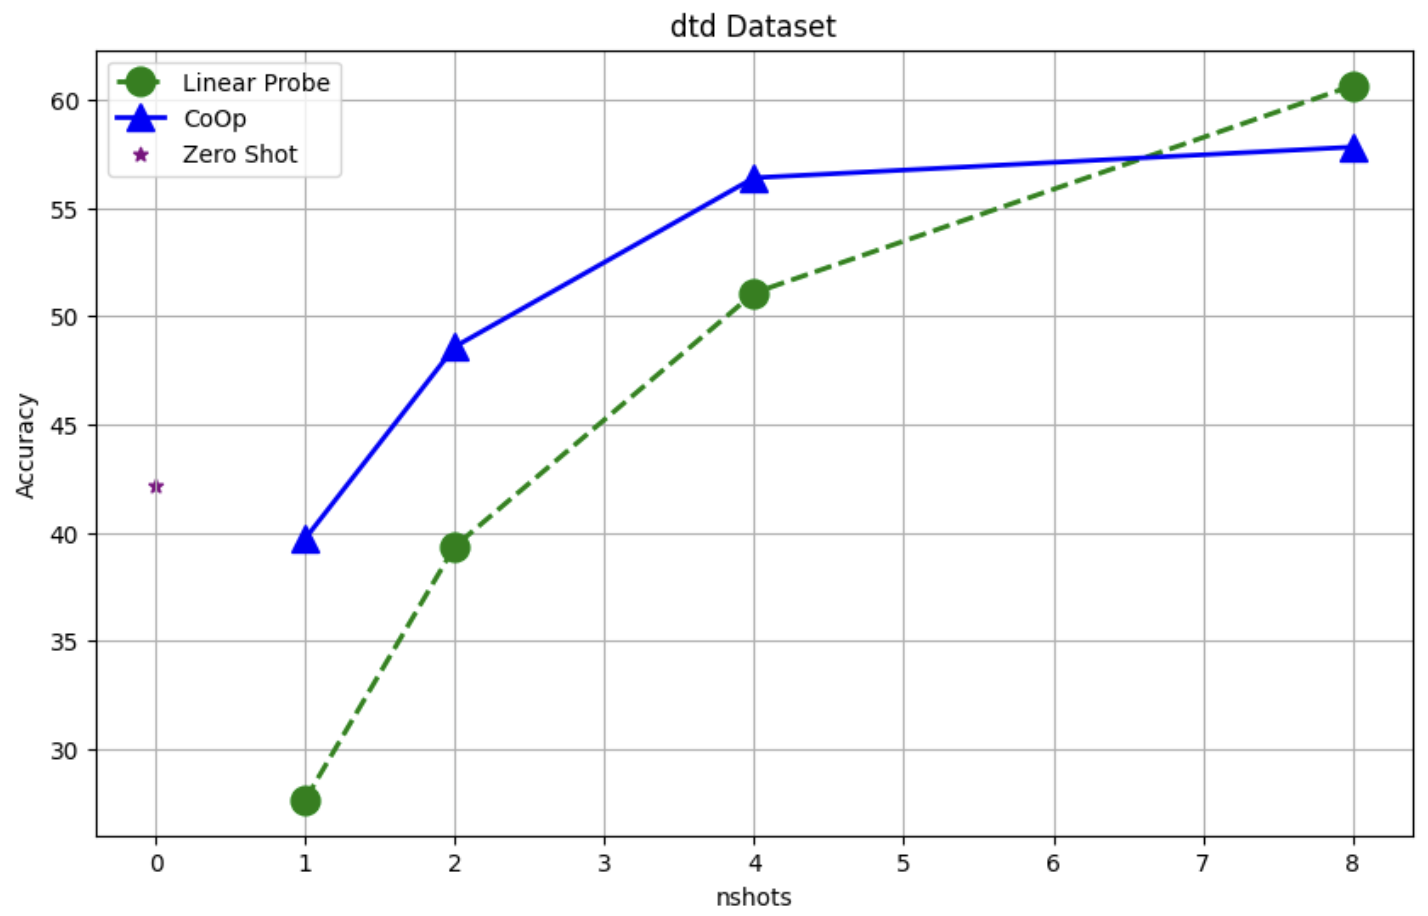 dtd Dataset
Linear Probe
CoOp
Zero Shot
60
55
50
45
40
35
30
Accuracy
0 1 2 3 4 5 6 7 8
nshots